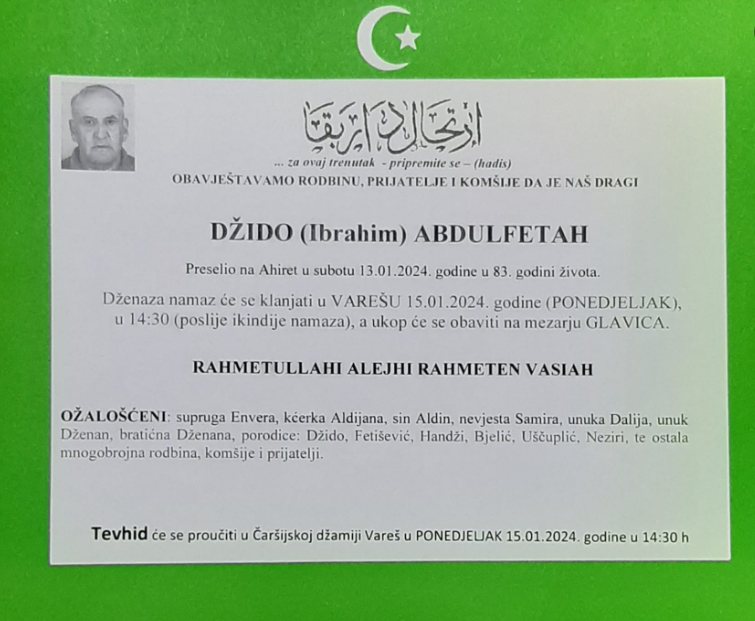 ... za ovaj trenutak - pripremite se – (hadis)
OBAVJEŠTAVAMO RODBINU, PRIJATELJE I KOMŠIJE DA JE NAŠ DRAGI
DŽIDO (Ibrahim) ABDULFETAH
Preselio na Ahiret u subotu 13.01.2024. godine u 83. godini života.
Dženaza namaz će se klanjati u VAREŠU 15.01.2024. godine (PONEDJELJAK),
u 14:30 (poslije ikindije namaza), a ukop će se obaviti na mezarju GLAVICA.
RAHMETULLAHI ALEJHI RAHMETEN VASIAH
OŽALOŠĆENI: supruga Envera, kćerka Aldijana, sin Aldin, nevjesta Samira, unuka Dalija, unuk
Dženan, bratična Dženana, porodice: Džido, Fetišević, Handži, Bjelić, Uščuplić, Neziri, te ostala
mnogobrojna rodbina, komšije i prijatelji.
Tevhid će se proučiti u Čaršijskoj džamiji Vareš u PONEDJELJAK 15.01.2024. godine u 14:30 h